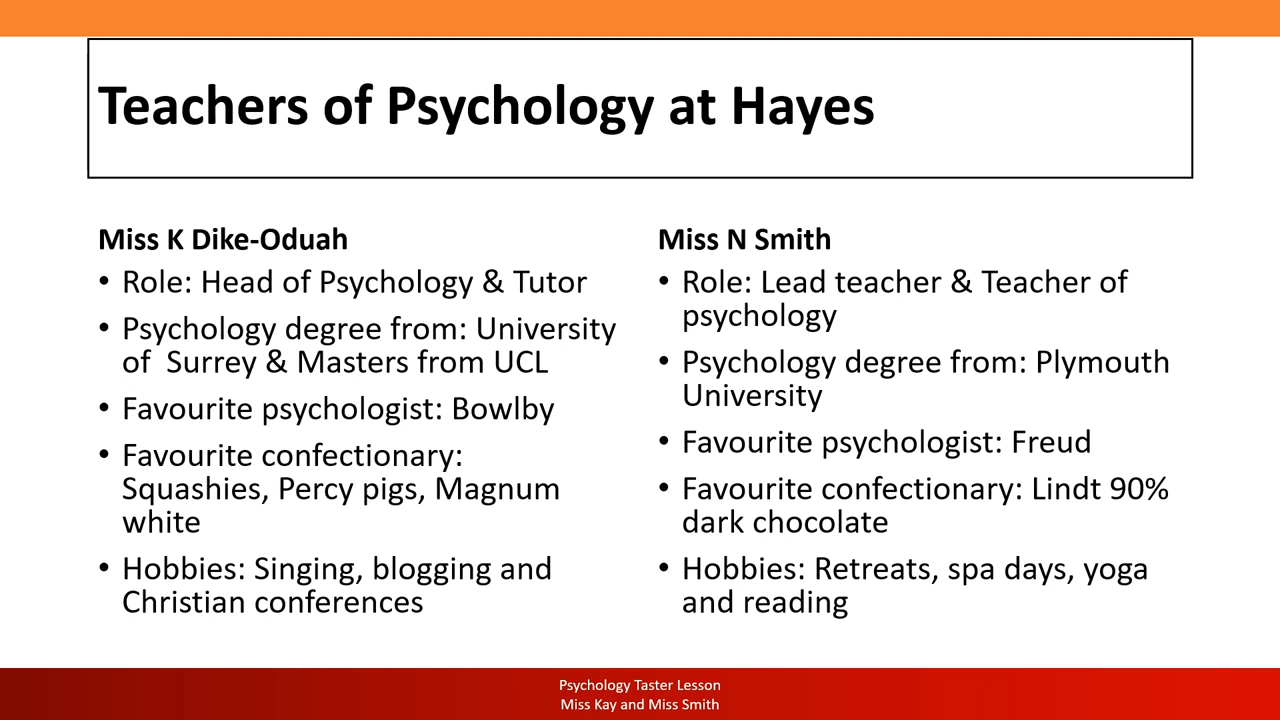 Teachers of Psychology at Hayes
Miss K Dike-Oduah
• Role: Head of Psychology & Tutor
• Psychology degree from: University
of  Surrey & Masters from UCL
• Favourite psychologist: Bowlby
• Favourite confectionary:
Squashies, Percy pigs, Magnum
white
• Hobbies: Singing, blogging and
Christian conferences
Miss N Smith
• Role: Lead teacher & Teacher of
psychology
• Psychology degree from: Plymouth
University
• Favourite psychologist: Freud
• Favourite confectionary: Lindt 90%
dark chocolate
• Hobbies: Retreats, spa days, yoga
and reading
Psychology Taster Lesson
Miss Kay and Miss Smith